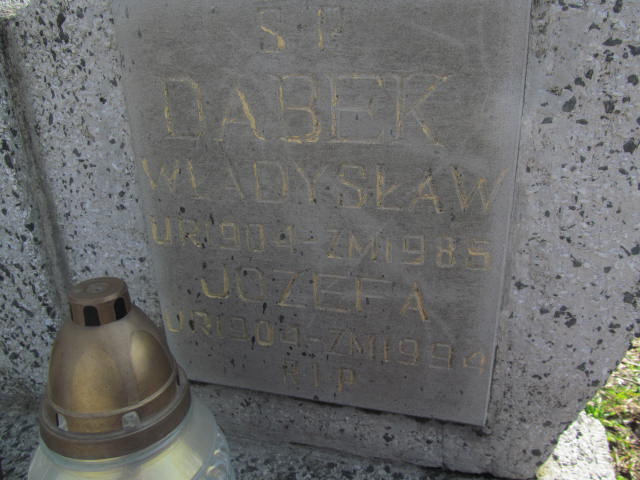 Ś P
DĄBEK
WŁADYSŁAW
UR 1904-ZM 1985
JÓZEFA
UR 1909-ZM 1994
R I P